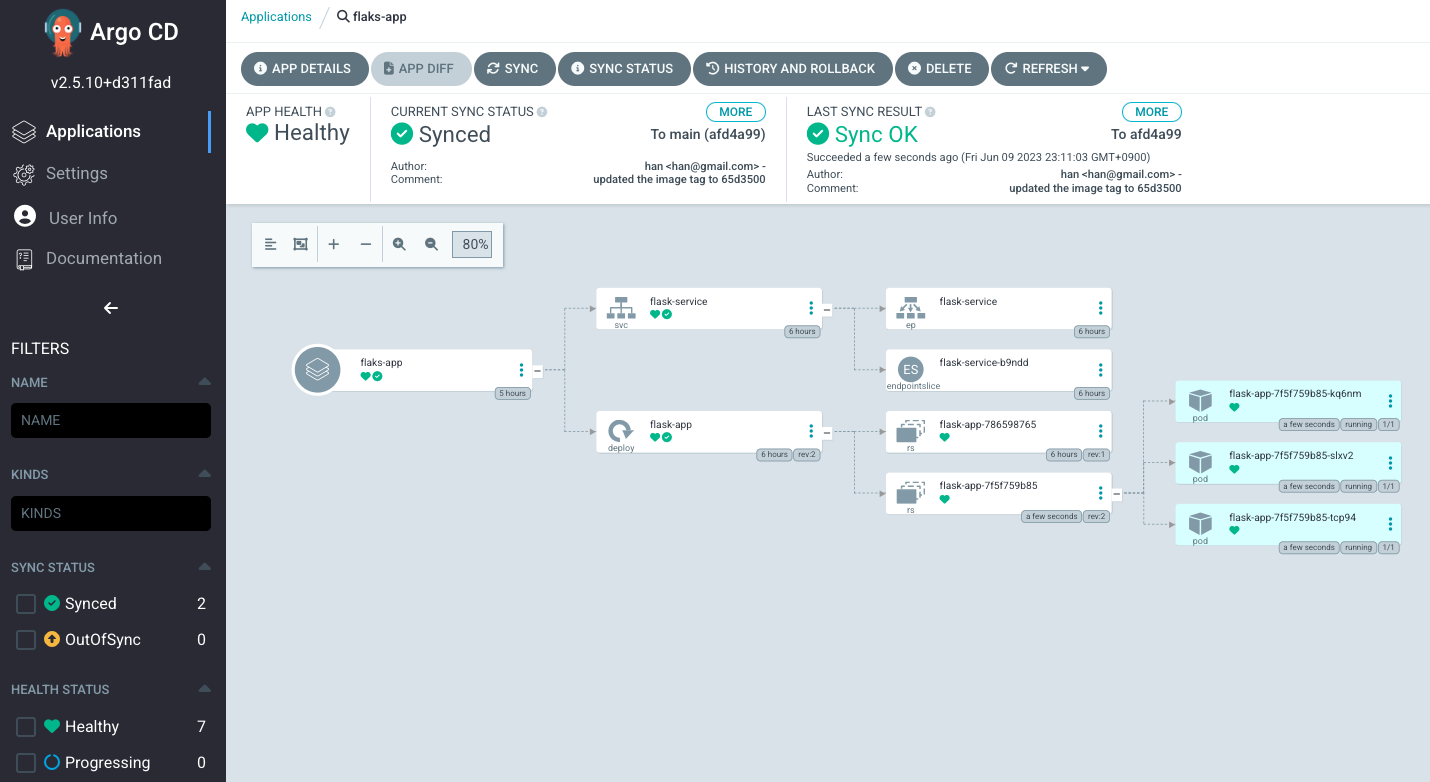 Argo CD
v2.5.10+d311fad
Applications
Settings
User Info
Documentation
FILTERS
NAME
NAME
KINDS
KINDS
SYNC STATUS
Synced 2
OutOfSync 0
HEALTH STATUS
Healthy 7
Progressing 0
Applications / flaks-app
APP DETAILS APP DIFF SYNC SYNC STATUS HISTORY AND ROLLBACK DELETE REFRESH
APP HEALTH
Healthy
CURRENT SYNC STATUS MORE
Synced To main (afd4a99)
Author: han <han@gmail.com> -
Comment: updated the image tag to 65d3500
LAST SYNC RESULT MORE
Sync OK To afd4a99
Succeeded a few seconds ago (Fri Jun 09 2023 23:11:03 GMT+0900)
Author: han <han@gmail.com> -
Comment: updated the image tag to 65d3500
80%
flaks-app
5 hours
flask-service
svc
6 hours
flask-app
deploy
6 hours rev:2
flask-service
ep
6 hours
ES flask-service-b9ndd
endpointslice
6 hours
flask-app-786598765
rs
6 hours rev:1
flask-app-7f5f759b85
rs
a few seconds rev:2
flask-app-7f5f759b85-kq6nm
pod
a few seconds running 1/1
flask-app-7f5f759b85-slxv2
pod
a few seconds running 1/1
flask-app-7f5f759b85-tcp94
pod
a few seconds running 1/1